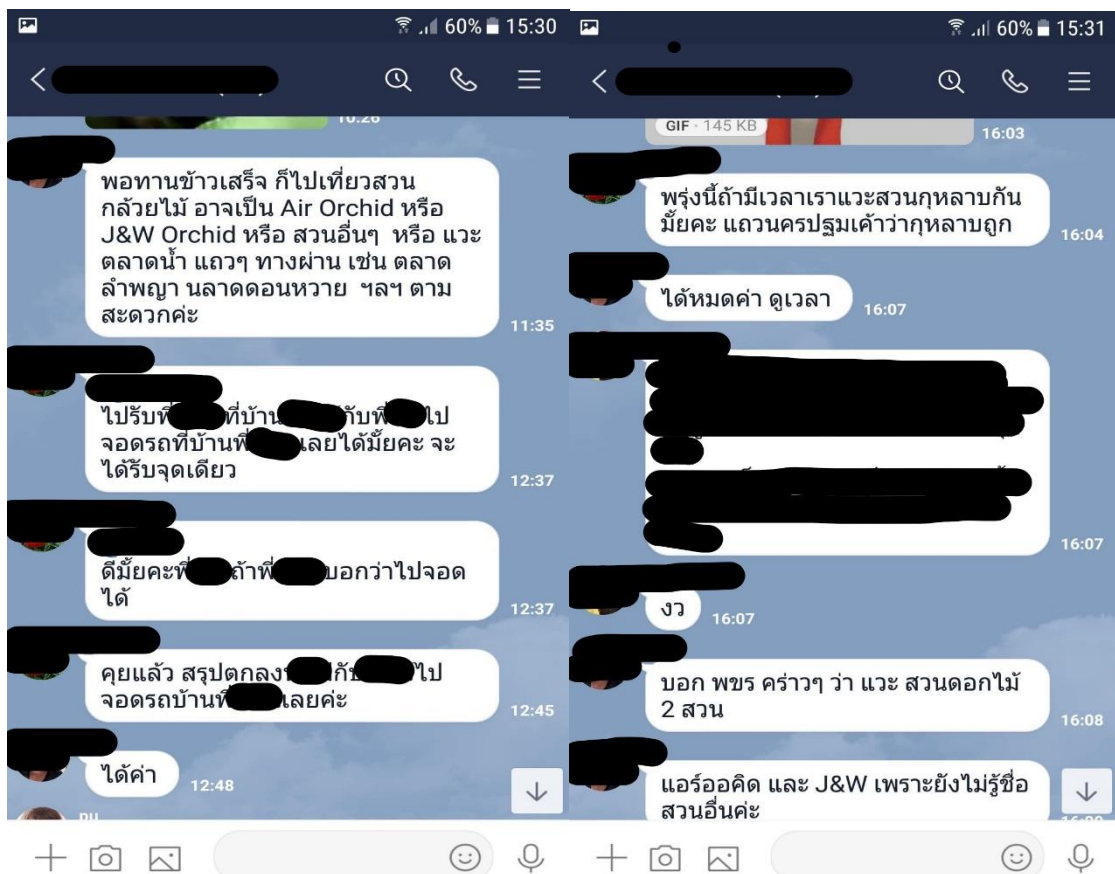 60% 15:30
10:26
พอทานข้าวเสร็จ ก็ไปเที่ยวสวน
กล้วยไม้ อาจเป็น Air Orchid หรือ
J&W Orchid หรือ สวนอื่นๆ หรือ แวะ
ตลาดน้ำ แถวๆ ทางผ่าน เช่น ตลาด
ลำพญา นลาดดอนหวาย ฯลฯ ตาม
สะดวกค่ะ
11:35
ไปรับพี่ ที่บ้าน กับพี่ ไป
จอดรถที่บ้านพี่ เลยได้มั้ยคะ จะ
ได้รับจุดเดียว
12:37
ดีมั้ยคะพี่ ถ้าพี่ บอกว่าไปจอด
ได้
12:37
คุยแล้ว สรุปตกลง กับ ไป
จอดรถบ้านพี่ เลยค่ะ
12:45
ได้ค่า
12:48
60% 15:31
GIF · 145 KB
16:03
พรุ่งนี้ถ้ามีเวลาเราแวะสวนกุหลาบกัน
มั้ยคะ แถวนครปฐมเค้าว่ากุหลาบถูก
16:04
ได้หมดค่า ดูเวลา
16:07
16:07
งว
16:07
บอก พขร คร่าวๆ ว่า แวะ สวนดอกไม้
2 สวน
16:08
แอร์ออคิด และ J&W เพราะยังไม่รู้ชื่อ
สวนอื่นค่ะ